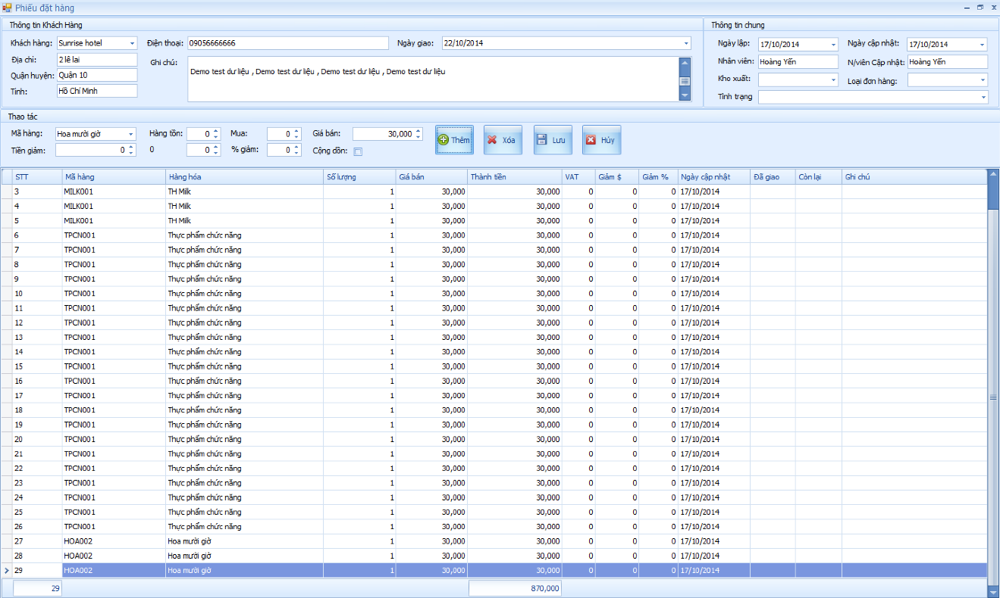 Phiếu đặt hàng
Thông tin Khách Hàng
Thông tin chung
Khách hàng: Sunrise hotel Điện thoại: 09056666666 Ngày giao: 22/10/2014 Ngày lập: 17/10/2014 Ngày cập nhật: 17/10/2014
Địa chỉ: 2 lê lai Ghi chú: Nhân viên: Hoàng Yến N/viên Cập nhật: Hoàng Yến
Quận huyện: Quận 10 Demo test dư liệu , Demo test dư liệu , Demo test dư liệu , Demo test dư liệu Kho xuất: Loại đơn hàng:
Tỉnh: Hồ Chí Minh Tình trạng
Thao tác
Mã hàng: Hoa mười giờ Hàng tồn: 0 Mua: 0 Giá bán: 30,000 Thêm Xóa Lưu Hủy
Tiền giảm: 0 0 0 % giảm: 0 Cộng dồn:
STT Mã hàng Hàng hóa Số lượng Giá bán Thành tiền VAT Giảm $ Giảm % Ngày cập nhật Đã giao Còn lại Ghi chú
3 MILK001 TH Milk 1 30,000 30,000 0 0 0 17/10/2014
4 MILK001 TH Milk 1 30,000 30,000 0 0 0 17/10/2014
5 MILK001 TH Milk 1 30,000 30,000 0 0 0 17/10/2014
6 TPCN001 Thực phẩm chức năng 1 30,000 30,000 0 0 0 17/10/2014
7 TPCN001 Thực phẩm chức năng 1 30,000 30,000 0 0 0 17/10/2014
8 TPCN001 Thực phẩm chức năng 1 30,000 30,000 0 0 0 17/10/2014
9 TPCN001 Thực phẩm chức năng 1 30,000 30,000 0 0 0 17/10/2014
10 TPCN001 Thực phẩm chức năng 1 30,000 30,000 0 0 0 17/10/2014
11 TPCN001 Thực phẩm chức năng 1 30,000 30,000 0 0 0 17/10/2014
12 TPCN001 Thực phẩm chức năng 1 30,000 30,000 0 0 0 17/10/2014
13 TPCN001 Thực phẩm chức năng 1 30,000 30,000 0 0 0 17/10/2014
14 TPCN001 Thực phẩm chức năng 1 30,000 30,000 0 0 0 17/10/2014
15 TPCN001 Thực phẩm chức năng 1 30,000 30,000 0 0 0 17/10/2014
16 TPCN001 Thực phẩm chức năng 1 30,000 30,000 0 0 0 17/10/2014
17 TPCN001 Thực phẩm chức năng 1 30,000 30,000 0 0 0 17/10/2014
18 TPCN001 Thực phẩm chức năng 1 30,000 30,000 0 0 0 17/10/2014
19 TPCN001 Thực phẩm chức năng 1 30,000 30,000 0 0 0 17/10/2014
20 TPCN001 Thực phẩm chức năng 1 30,000 30,000 0 0 0 17/10/2014
21 TPCN001 Thực phẩm chức năng 1 30,000 30,000 0 0 0 17/10/2014
22 TPCN001 Thực phẩm chức năng 1 30,000 30,000 0 0 0 17/10/2014
23 TPCN001 Thực phẩm chức năng 1 30,000 30,000 0 0 0 17/10/2014
24 TPCN001 Thực phẩm chức năng 1 30,000 30,000 0 0 0 17/10/2014
25 TPCN001 Thực phẩm chức năng 1 30,000 30,000 0 0 0 17/10/2014
26 TPCN001 Thực phẩm chức năng 1 30,000 30,000 0 0 0 17/10/2014
27 HOA002 Hoa mười giờ 1 30,000 30,000 0 0 0 17/10/2014
28 HOA002 Hoa mười giờ 1 30,000 30,000 0 0 0 17/10/2014
29 HOA002 Hoa mười giờ 1 30,000 30,000 0 0 0 17/10/2014
29 870,000